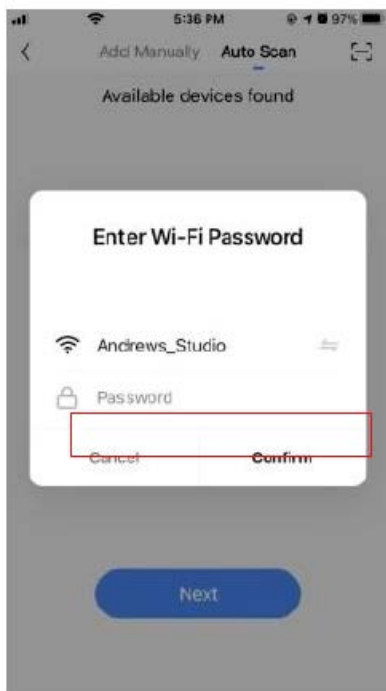 5:36 PM 97%
Add Manually Auto Scan
Available devices found
Enter Wi-Fi Password
Andrews_Studio
Password
Cancel Confirm
Next